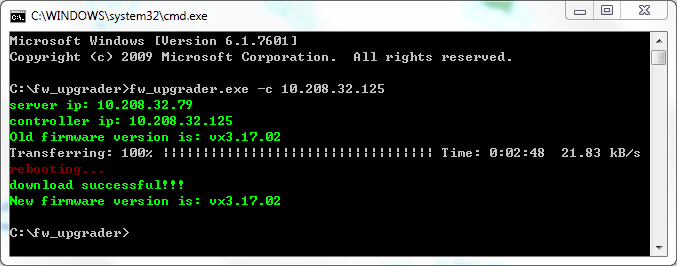 C:\WINDOWS\system32\cmd.exe
Microsoft Windows [Version 6.1.7601]
Copyright (c) 2009 Microsoft Corporation.  All rights reserved.
C:\fw_upgrader>fw_upgrader.exe -c 10.208.32.125
server ip: 10.208.32.79
controller ip: 10.208.32.125
Old firmware version is: vx3.17.02
Transferring: 100% ¦¦¦¦¦¦¦¦¦¦¦¦¦¦¦¦¦¦¦¦¦¦¦¦¦¦¦¦¦¦¦¦¦¦ Time: 0:02:48  21.83 kB/s
rebooting...
download successful!!!
New firmware version is: vx3.17.02
C:\fw_upgrader>